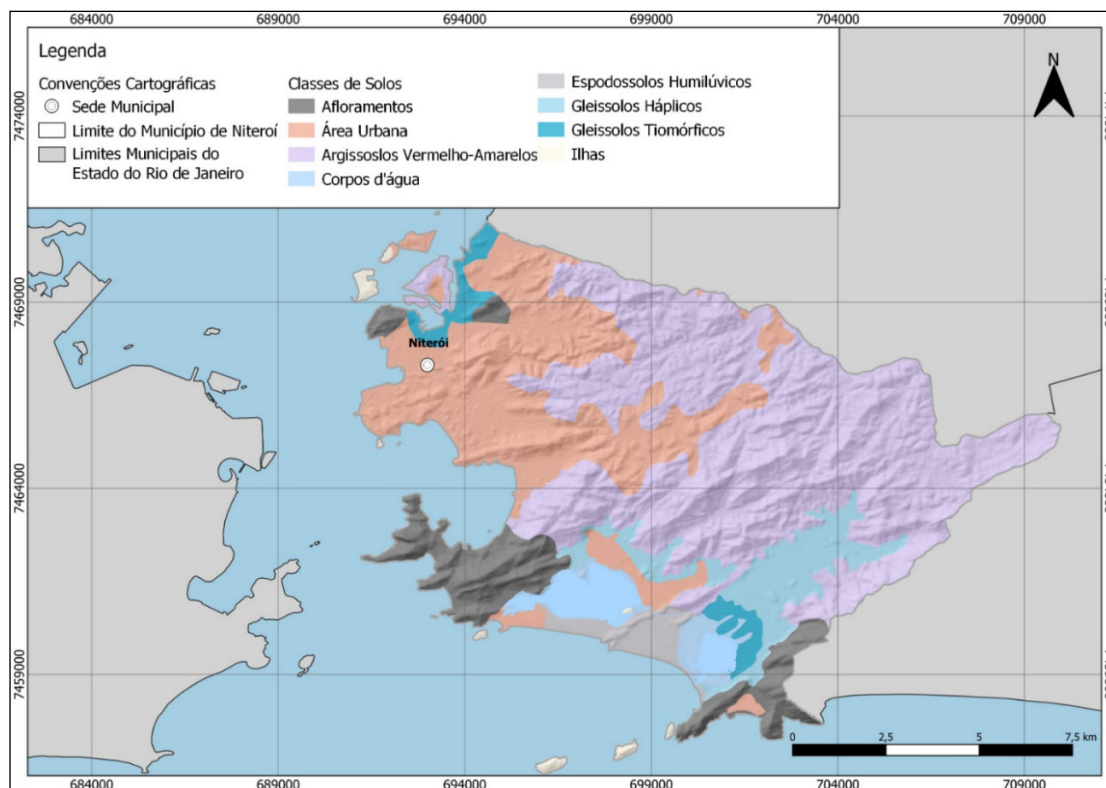 684000 689000 694000 699000 704000 709000
Legenda
Convenções Cartográficas
Sede Municipal
Limite do Município de Niteroí
Limites Municipais do
Estado do Rio de Janeiro
Classes de Solos
Afloramentos
Área Urbana
Argissoslos Vermelho-Amarelos
Corpos d'água
Espodossolos Humilúvicos
Gleissolos Háplicos
Gleissolos Tiomórficos
Ilhas
N
7474000
7469000
Niterói
7464000
7459000
0 2,5 5 7,5 km
684000 689000 694000 699000 704000 709000